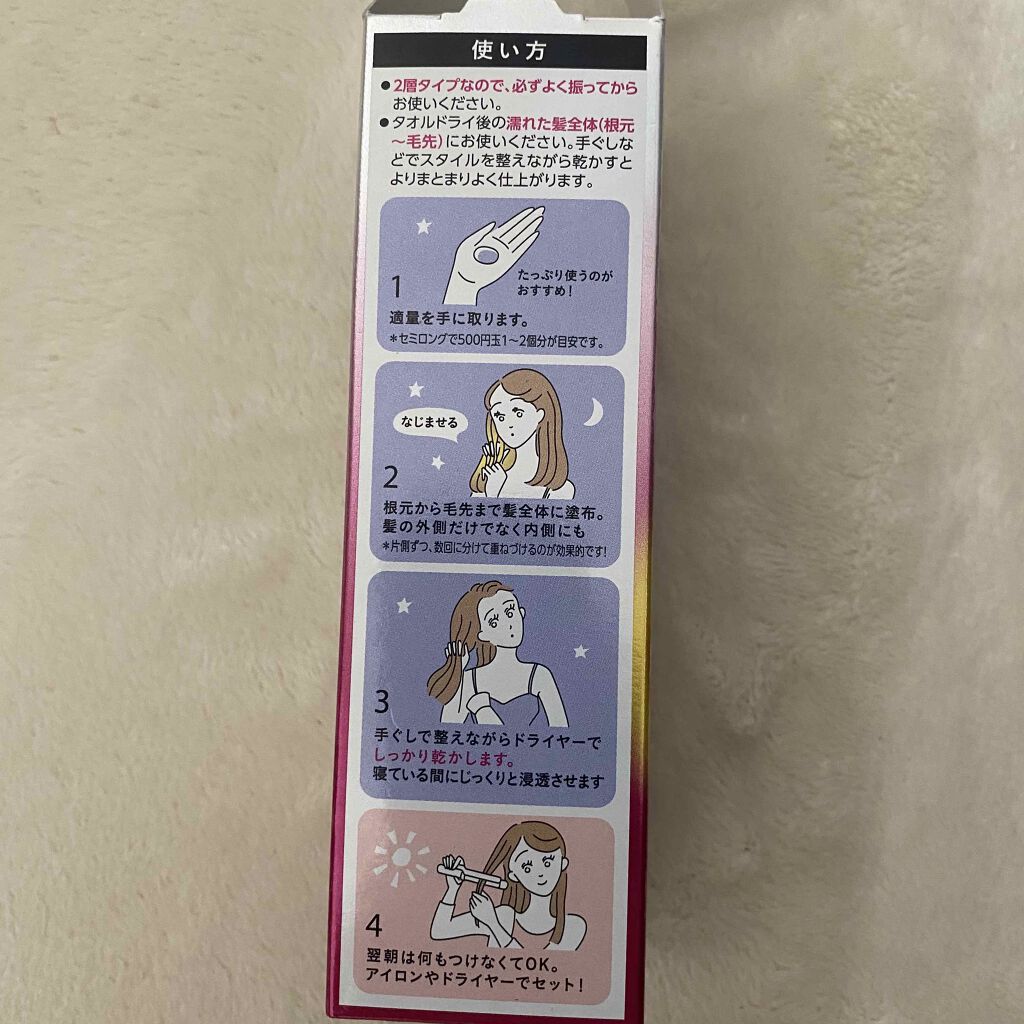 使い方
●2層タイプなので、必ずよく振ってから
お使いください。
●タオルドライ後の濡れた髪全体(根元
～毛先)にお使いください。手ぐしな
どでスタイルを整えながら乾かすと
よりまとまりよく仕上がります。
たっぷり使うのが
おすすめ!
1
適量を手に取ります。
*セミロングで500円玉1～2個分が目安です。
なじませる
2
根元から毛先まで髪全体に塗布。
髪の外側だけでなく内側にも
*片側ずつ、数回に分けて重ねづけるのが効果的です!
3
手ぐしで整えながらドライヤーで
しっかり乾かします。
寝ている間にじっくりと浸透させます
4
翌朝は何もつけなくてOK。
アイロンやドライヤーでセット!